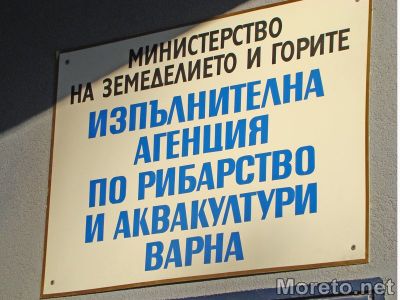 МИНИСТЕРСТВО
НА ЗЕМЕДЕЛИЕТО И ГОРИТЕ
ИЗПЪЛНИТЕЛНА
АГЕНЦИЯ
ПО РИБАРСТВО
И АКВАКУЛТУРИ
ВАРНА
Moreto.net